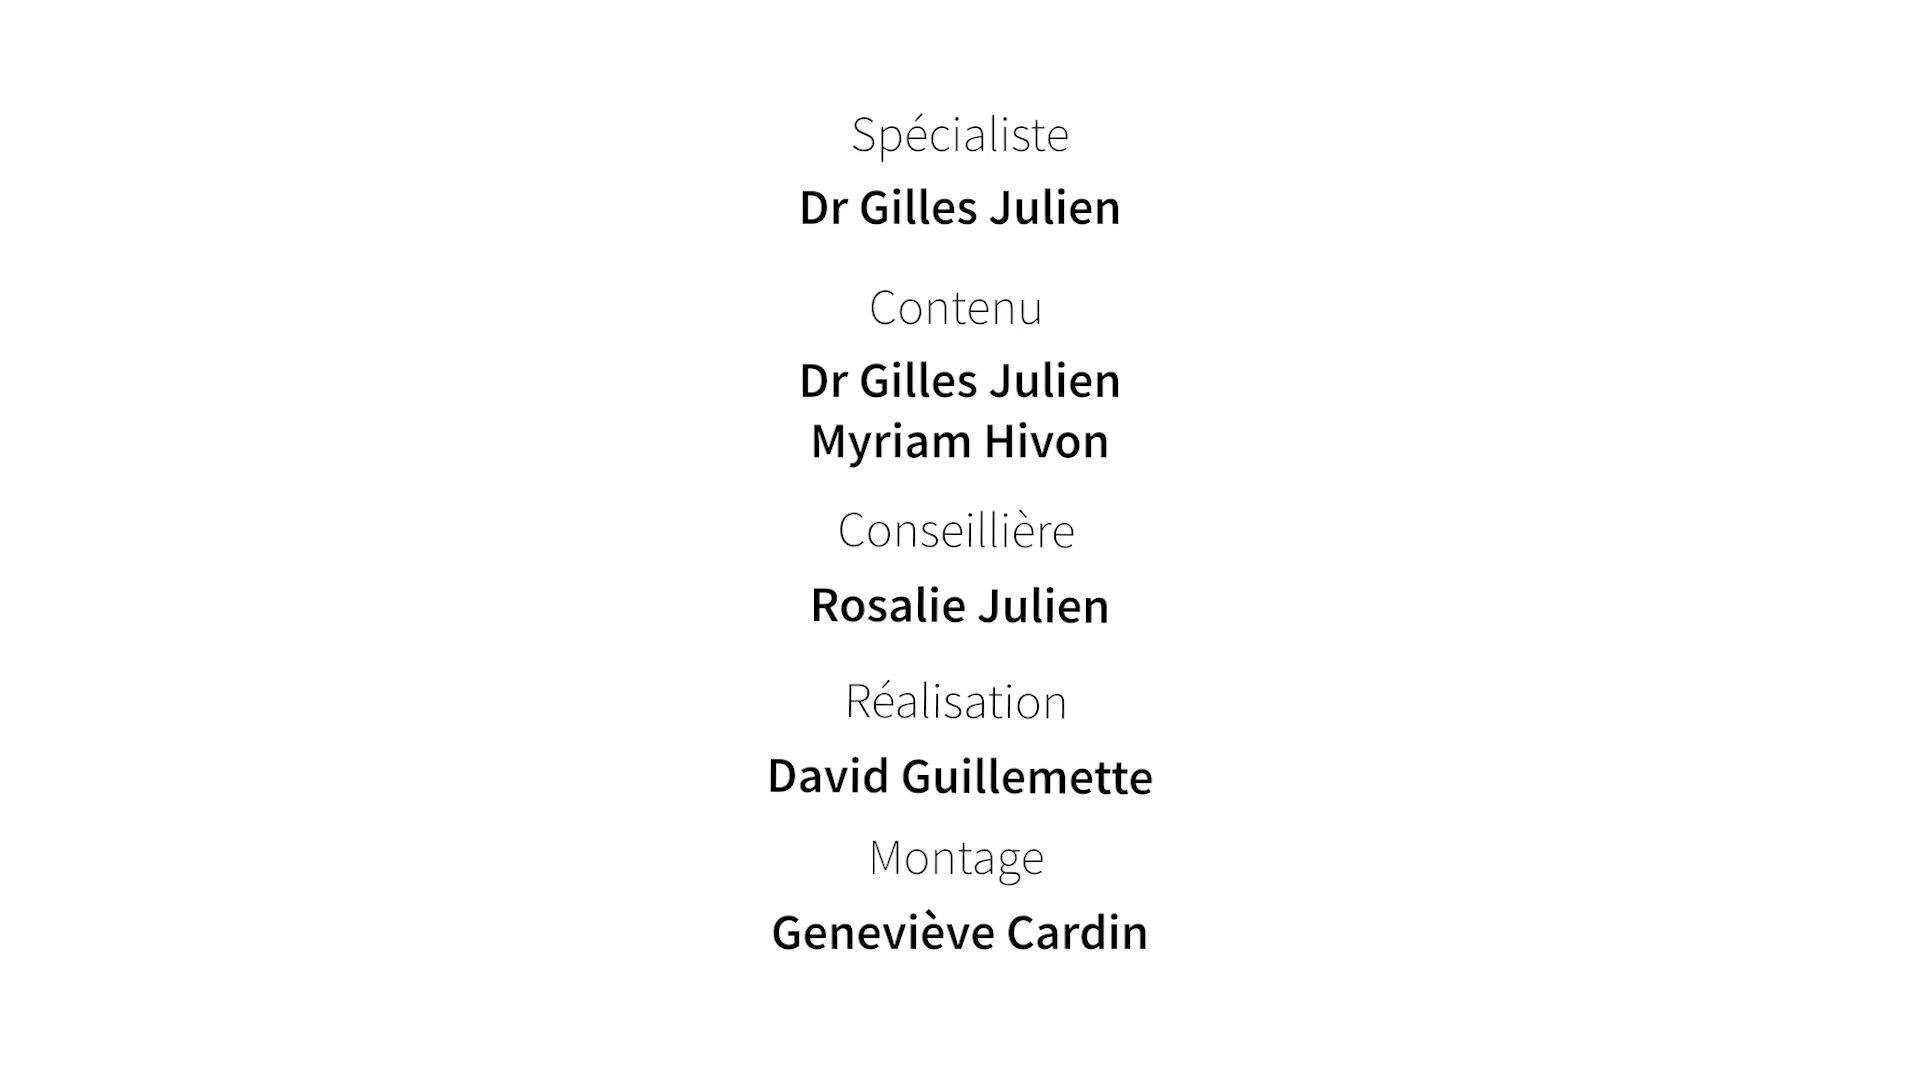 Spécialiste
Dr Gilles Julien
Contenu
Dr Gilles Julien
Myriam Hivon
Conseillière
Rosalie Julien
Réalisation
David Guillemette
Montage
Geneviève Cardin